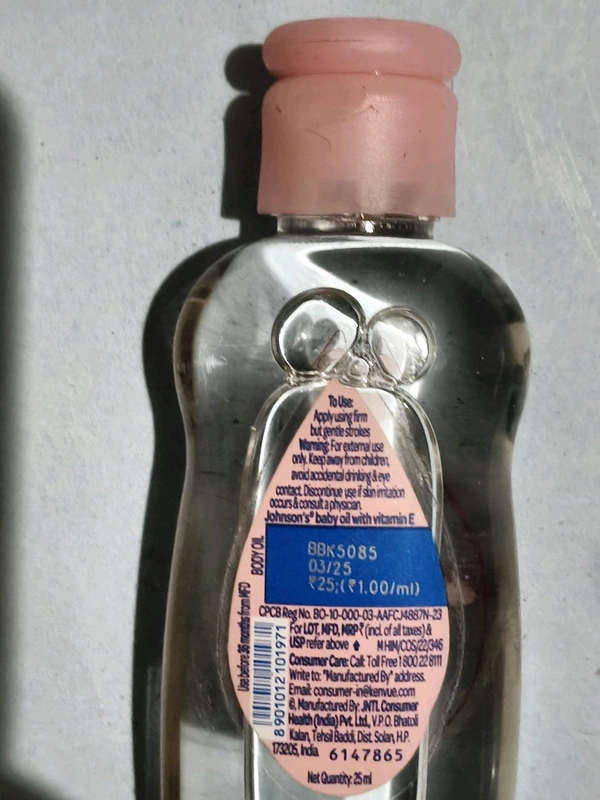 To Use:
Apply using firm
but gentle strokes
Warning: For external use
only. Keep away from children,
avoid accidental drinking & eye
contact. Discontinue use if skin irritation
occurs & consult a physician.
Johnson's® baby oil with vitamin E
BODY OIL
BBK5085
03/25
₹25;(₹1.00/ml)
Use before 36 months from MFD
CPCB Reg No. BO-10-000-03-AAFCJ4887N-23
8901012101971
For LOT, MFD, MRP ₹ (incl. of all taxes) &
USP refer above M HIM/COS/22/346
Consumer Care: Call: Toll Free 1 800 22 8111
Write to: "Manufactured By" address.
Email: consumer-in@kenvue.com
©, Manufactured By: JNTL Consumer
Health (India) Pvt. Ltd., V.P.O. Bhatoli
Kalan, Tehsil Baddi, Dist. Solan, H.P.
173205, India 6147865
Net Quantity: 25 ml